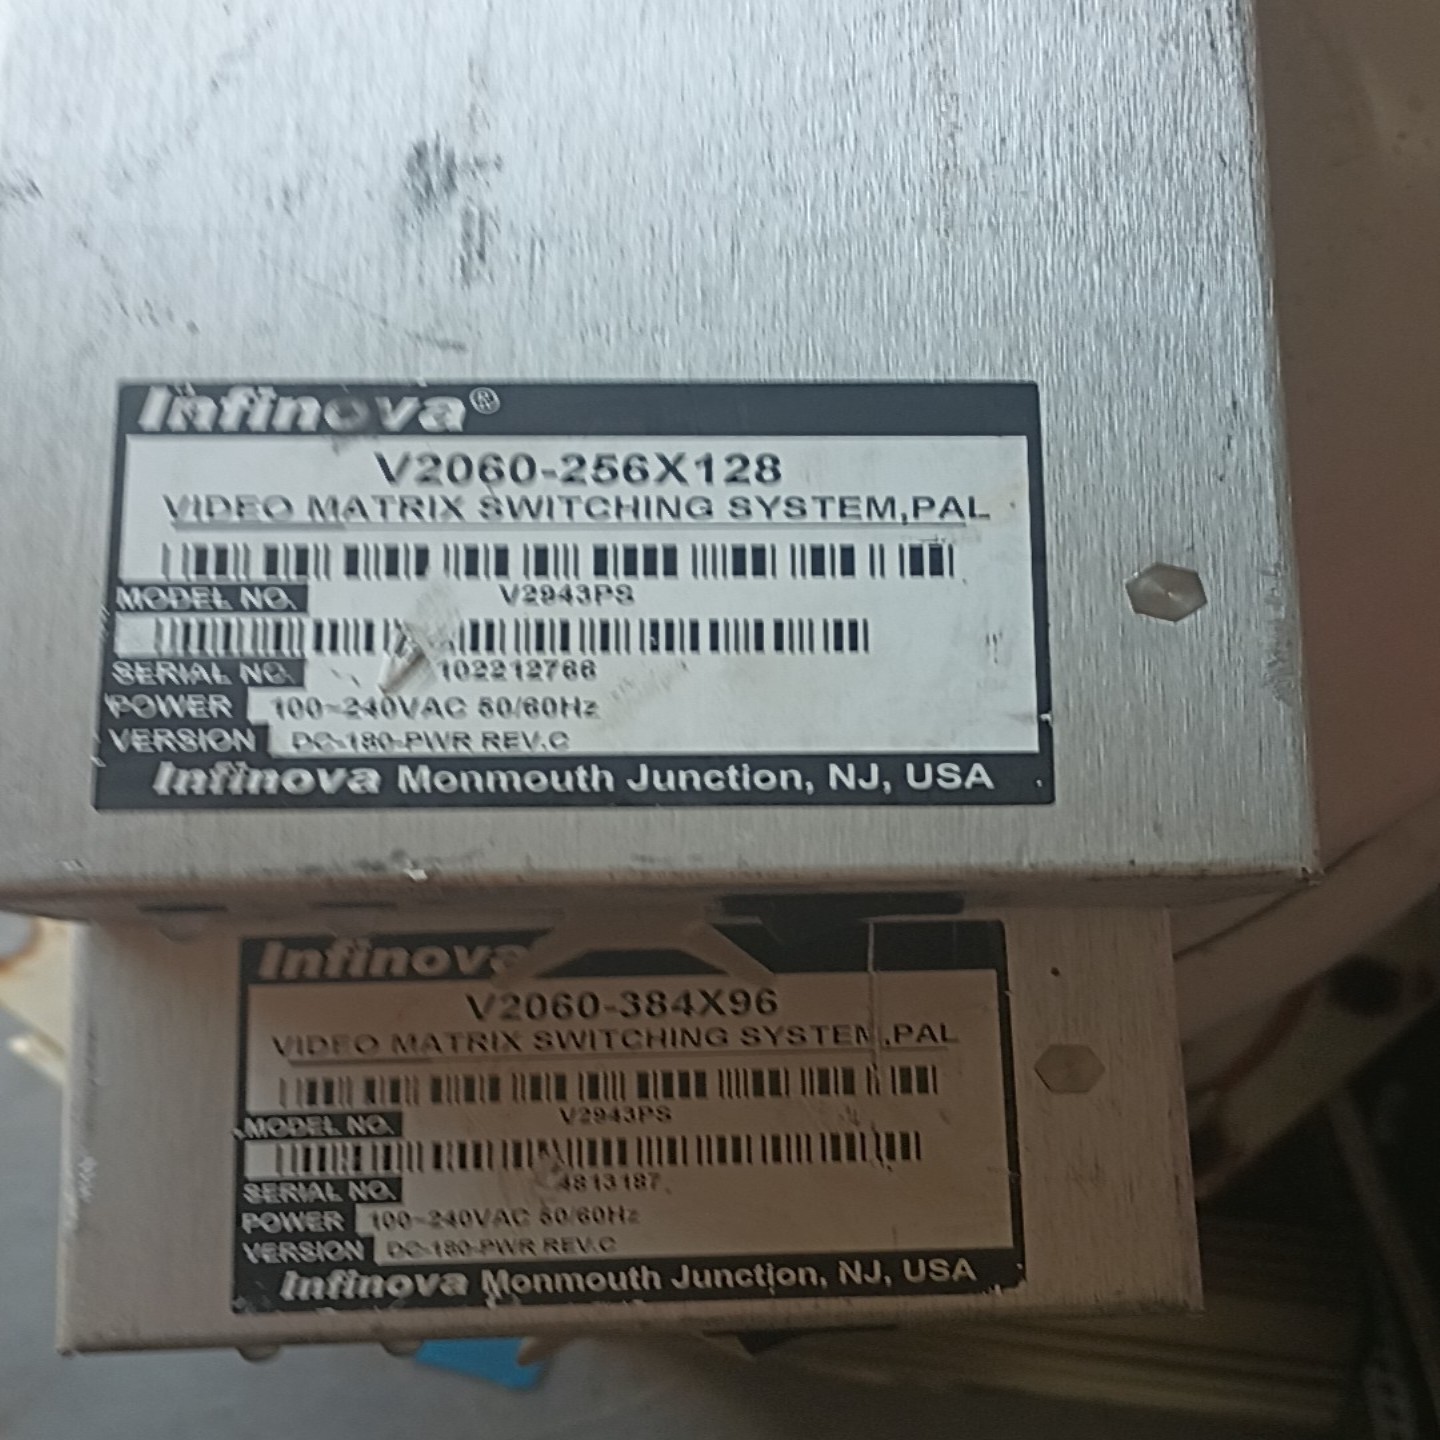 Infinova®
V2060-256X128
VIDEO MATRIX SWITCHING SYSTEM,PAL
MODEL NO. V2943PS
SERIAL NO. 102212766
POWER 100~240VAC 50/60Hz
VERSION DC-180-PWR REV.C
Infinova Monmouth Junction, NJ, USA
Infinova
V2060-384X96
VIDEO MATRIX SWITCHING SYSTEM,PAL
MODEL NO. V2943PS
SERIAL NO. 4813187
POWER 100~240VAC 50/60Hz
VERSION DC-180-PWR REV.C
Infinova Monmouth Junction, NJ, USA